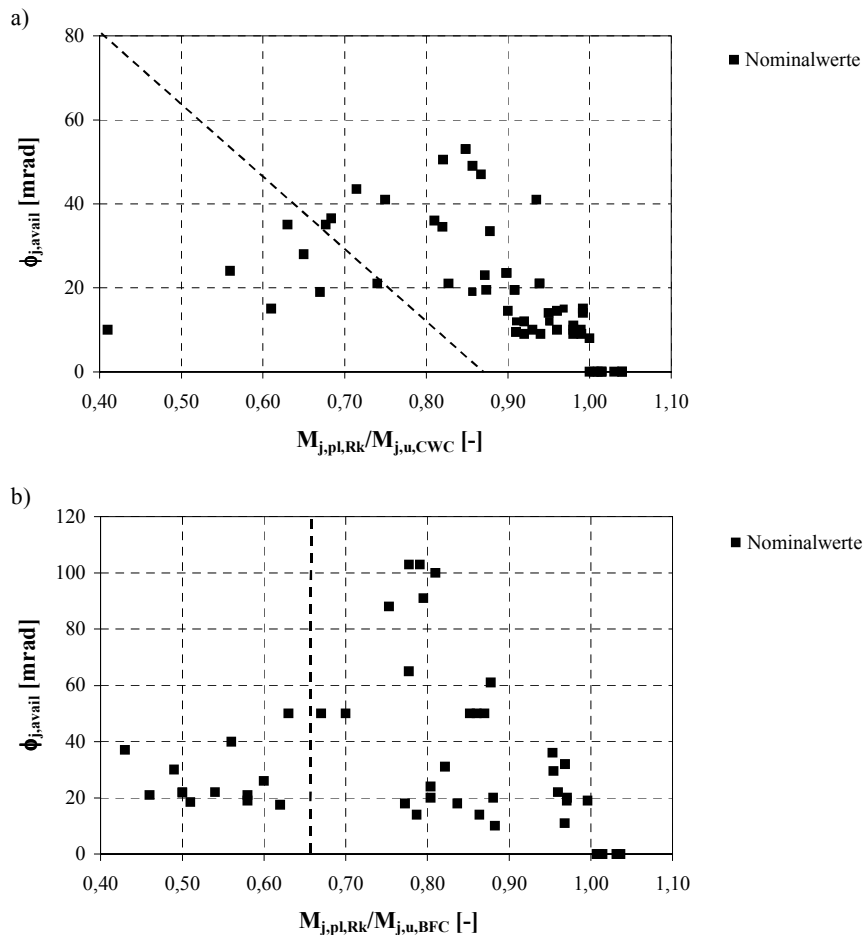 a)
80
60
40
20
0
ϕj,avail [mrad]
0,40 0,50 0,60 0,70 0,80 0,90 1,00 1,10
Mj,pl,Rk/Mj,u,CWC [-]
Nominalwerte
b)
120
100
80
60
40
20
0
ϕj,avail [mrad]
0,40 0,50 0,60 0,70 0,80 0,90 1,00 1,10
Mj,pl,Rk/Mj,u,BFC [-]
Nominalwerte